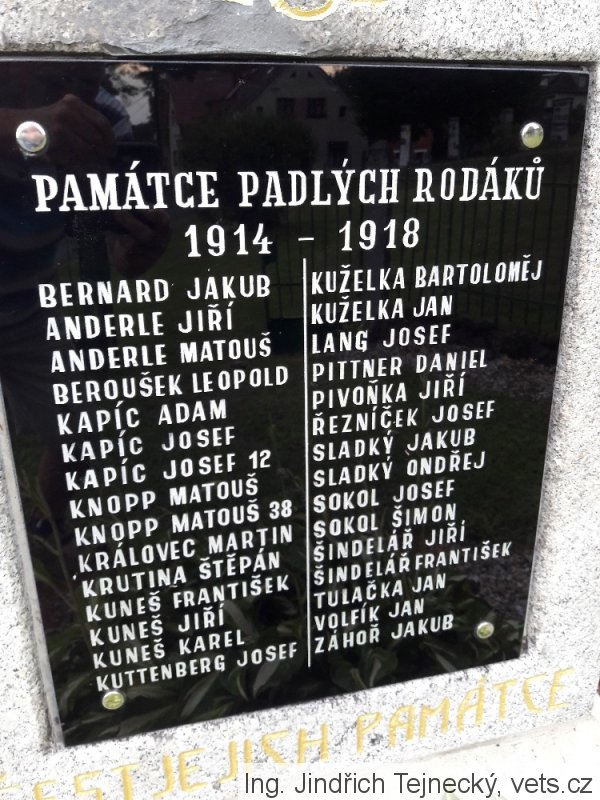 PAMÁTCE PADLÝCH RODÁKŮ
1914 – 1918
BERNARD JAKUB
ANDERLE JIŘÍ
ANDERLE MATOUŠ
BEROUŠEK LEOPOLD
KAPÍC ADAM
KAPÍC JOSEF
KAPÍC JOSEF 12
KNOPP MATOUŠ
KNOPP MATOUŠ 38
KRÁLOVEC MARTIN
KRUTINA ŠTĚPÁN
KUNEŠ FRANTIŠEK
KUNEŠ JIŘÍ
KUNEŠ KAREL
KUTTENBERG JOSEF
KUŽELKA BARTOLOMĚJ
KUŽELKA JAN
LANG JOSEF
PITTNER DANIEL
PIVOŇKA JIŘÍ
ŘEZNÍČEK JOSEF
SLADKÝ JAKUB
SLADKÝ ONDŘEJ
SOKOL JOSEF
SOKOL ŠIMON
ŠINDELÁŘ JIŘÍ
ŠINDELÁŘ FRANTIŠEK
TULAČKA JAN
VOLFÍK JAN
ZÁHOŘ JAKUB
ČEST JEJICH PAMÁTCE
Ing. Jindřich Tejnecký, vets.cz